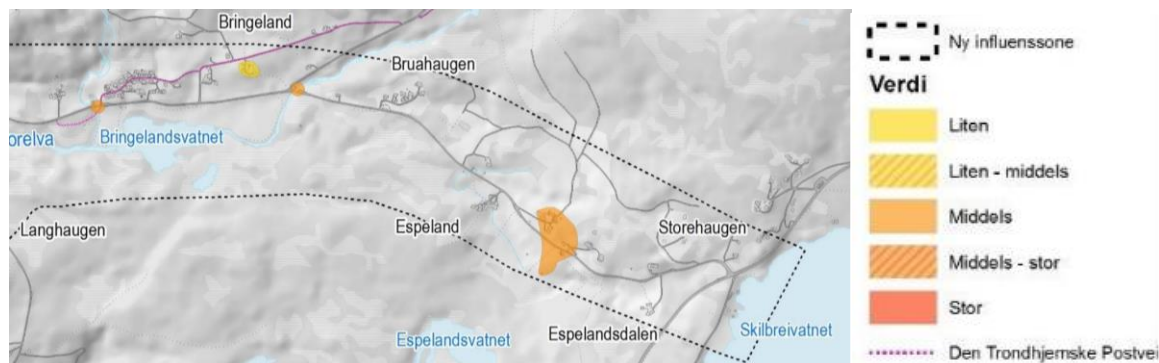 Bringeland
Bruahaugen
orelva
Bringelandsvatnet
Langhaugen
Espeland
Storehaugen
Espelandsvatnet
Espelandsdalen
Skilbreivatnet
Ny influenssone
Verdi
Liten
Liten - middels
Middels
Middels - stor
Stor
Den Trondhjemske Postvei